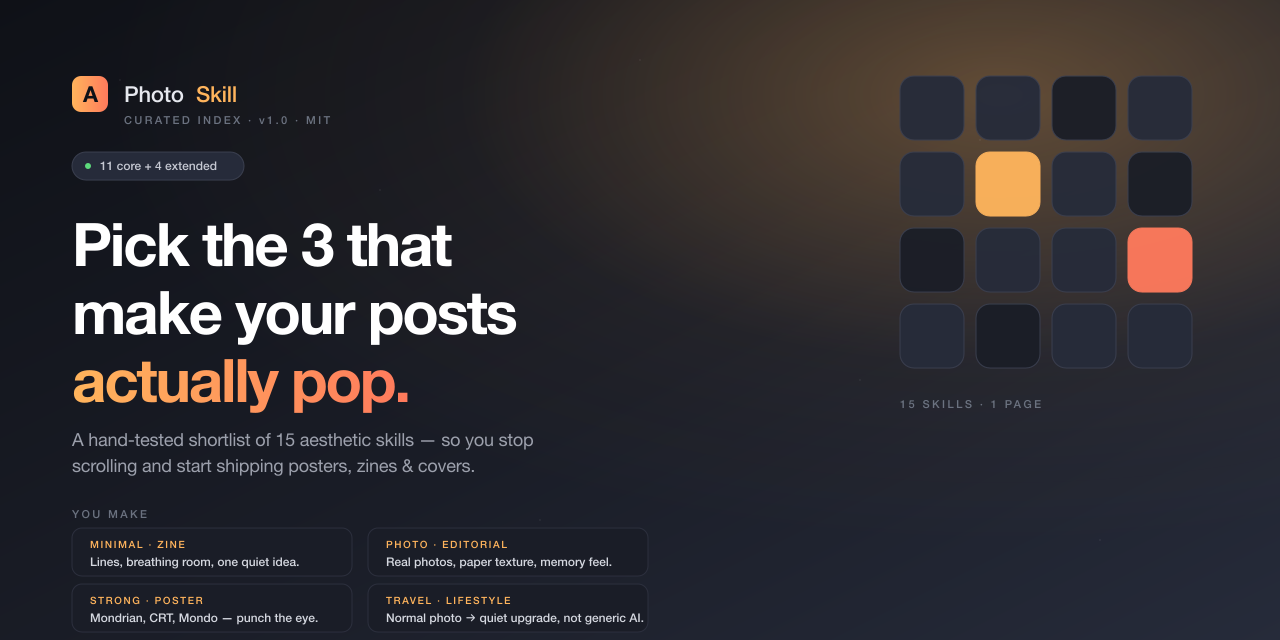 A
Photo Skill
CURATED INDEX · v1.0 · MIT
11 core + 4 extended
Pick the 3 that
make your posts
actually pop.
A hand-tested shortlist of 15 aesthetic skills — so you stop
scrolling and start shipping posters, zines & covers.
15 SKILLS · 1 PAGE
YOU MAKE
MINIMAL · ZINE
Lines, breathing room, one quiet idea.
PHOTO · EDITORIAL
Real photos, paper texture, memory feel.
STRONG · POSTER
Mondrian, CRT, Mondo — punch the eye.
TRAVEL · LIFESTYLE
Normal photo → quiet upgrade, not generic AI.